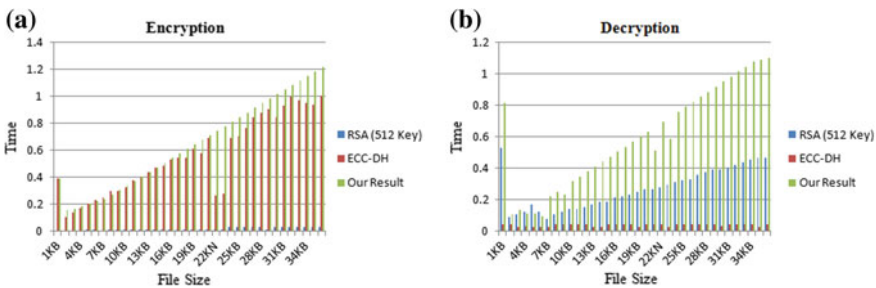 (a)
Encryption
1.4
1.2
1
0.8
0.6
0.4
0.2
0
Time
1KB
4KB
7KB
10KB
13KB
16KB
19KB
22KN
25KB
28KB
31KB
34KB
File Size
RSA (512 Key)
ECC-DH
Our Result
(b)
Decryption
1.2
1
0.8
0.6
0.4
0.2
0
Time
1KB
4KB
7KB
10KB
13KB
16KB
19KB
22KN
25KB
28KB
31KB
34KB
File Size
RSA (512 Key)
ECC-DH
Our Result